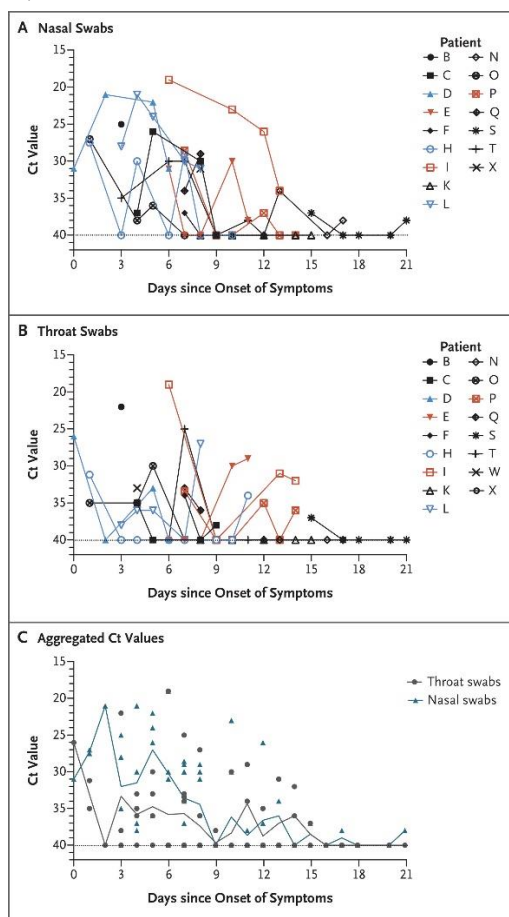 A Nasal Swabs
Ct Value
15
20
25
30
35
40
0 3 6 9 12 15 18 21
Days since Onset of Symptoms
Patient
B N
C O
D P
E Q
F S
H T
I X
K
L
B Throat Swabs
Ct Value
15
20
25
30
35
40
0 3 6 9 12 15 18 21
Days since Onset of Symptoms
Patient
B N
C O
D P
E Q
F S
H T
I W
K X
L
C Aggregated Ct Values
Ct Value
15
20
25
30
35
40
0 3 6 9 12 15 18 21
Days since Onset of Symptoms
Throat swabs
Nasal swabs